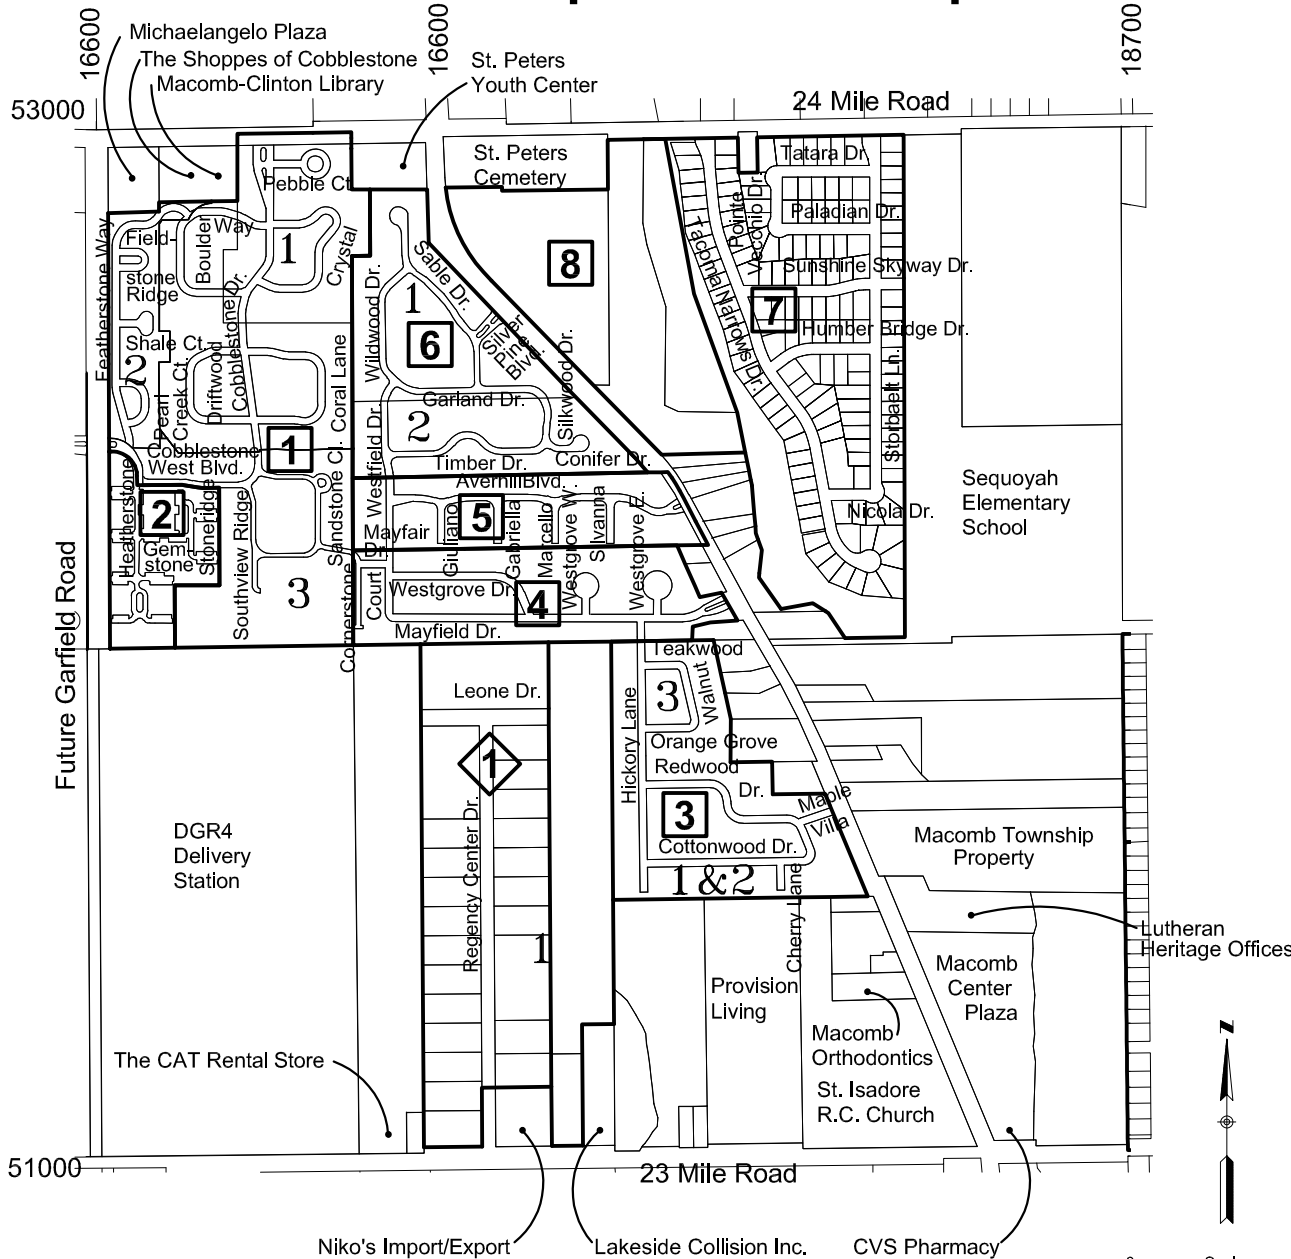 16600
16600
18700
Michaelangelo Plaza
The Shoppes of Cobblestone
Macomb-Clinton Library
St. Peters
Youth Center
53000
24 Mile Road
St. Peters
Cemetery
Tatara Dr.
Pebble Ct.
Paladian Dr.
Pointe
Vecchio Dr.
Tacoma Narrows Dr.
Sunshine Skyway Dr.
Humber Bridge Dr.
Storbaelt Ln.
Nicola Dr.
7
8
Featherstone Way
Field-
stone
Ridge
Boulder
Way
1
Crystal
Shale Ct.
2
Pearl
Creek Ct.
Driftwood
Cobblestone Dr.
Coral Lane
Wildwood Dr.
Sable Dr.
1
6
Silver
Pine
Blvd.
Silkwood Dr.
Garland Dr.
2
Westfield Dr.
Timber Dr.
Conifer Dr.
1
Cobblestone
West Blvd.
Heatherstone
2
Gem-
stone
Stoneridge
Southview Ridge
Sandstone Ct.
3
Averhill Blvd.
5
Mayfair
Giuliano
Gabriella
Marcello
Westgrove W.
Silvanna
Westgrove E.
Cornerstone Dr.
Court
Westgrove Dr.
4
Mayfield Dr.
Sequoyah
Elementary
School
Future Garfield Road
Leone Dr.
1
Regency Center Dr.
1
Teakwood
3
Walnut
Hickory Lane
Orange Grove
Redwood
Dr.
3
Maple
Villa
Cottonwood Dr.
1&2
Cherry Lane
DGR4
Delivery
Station
Macomb Township
Property
Lutheran
Heritage Offices
Macomb
Center
Plaza
Provision
Living
Macomb
Orthodontics
St. Isadore
R.C. Church
The CAT Rental Store
N
51000
23 Mile Road
Niko's Import/Export
Lakeside Collision Inc.
CVS Pharmacy